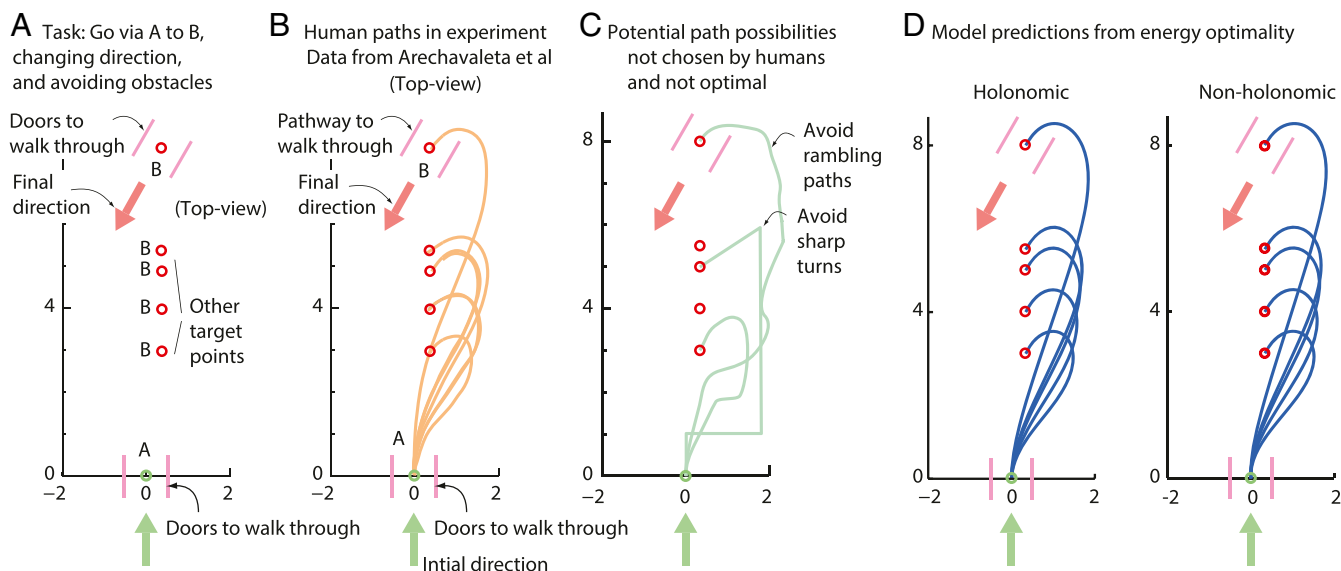 A Task: Go via A to B,
changing direction,
and avoiding obstacles
Doors to
walk through
B
Final
direction
(Top-view)
8
B
B
4
B
B
Other
target
points
A
0
−2
0
2
Doors to walk through
B Human paths in experiment
Data from Arechavaleta et al
(Top-view)
Pathway to
walk through
B
Final
direction
8
4
A
0
−2
0
2
Doors to walk through
Intial direction
C Potential path possibilities
not chosen by humans
and not optimal
8
Avoid
rambling
paths
Avoid
sharp
turns
4
0
−2
0
2
D Model predictions from energy optimality
Holonomic
8
4
0
-2
0
2
Non-holonomic
8
4
0
-2
0
2